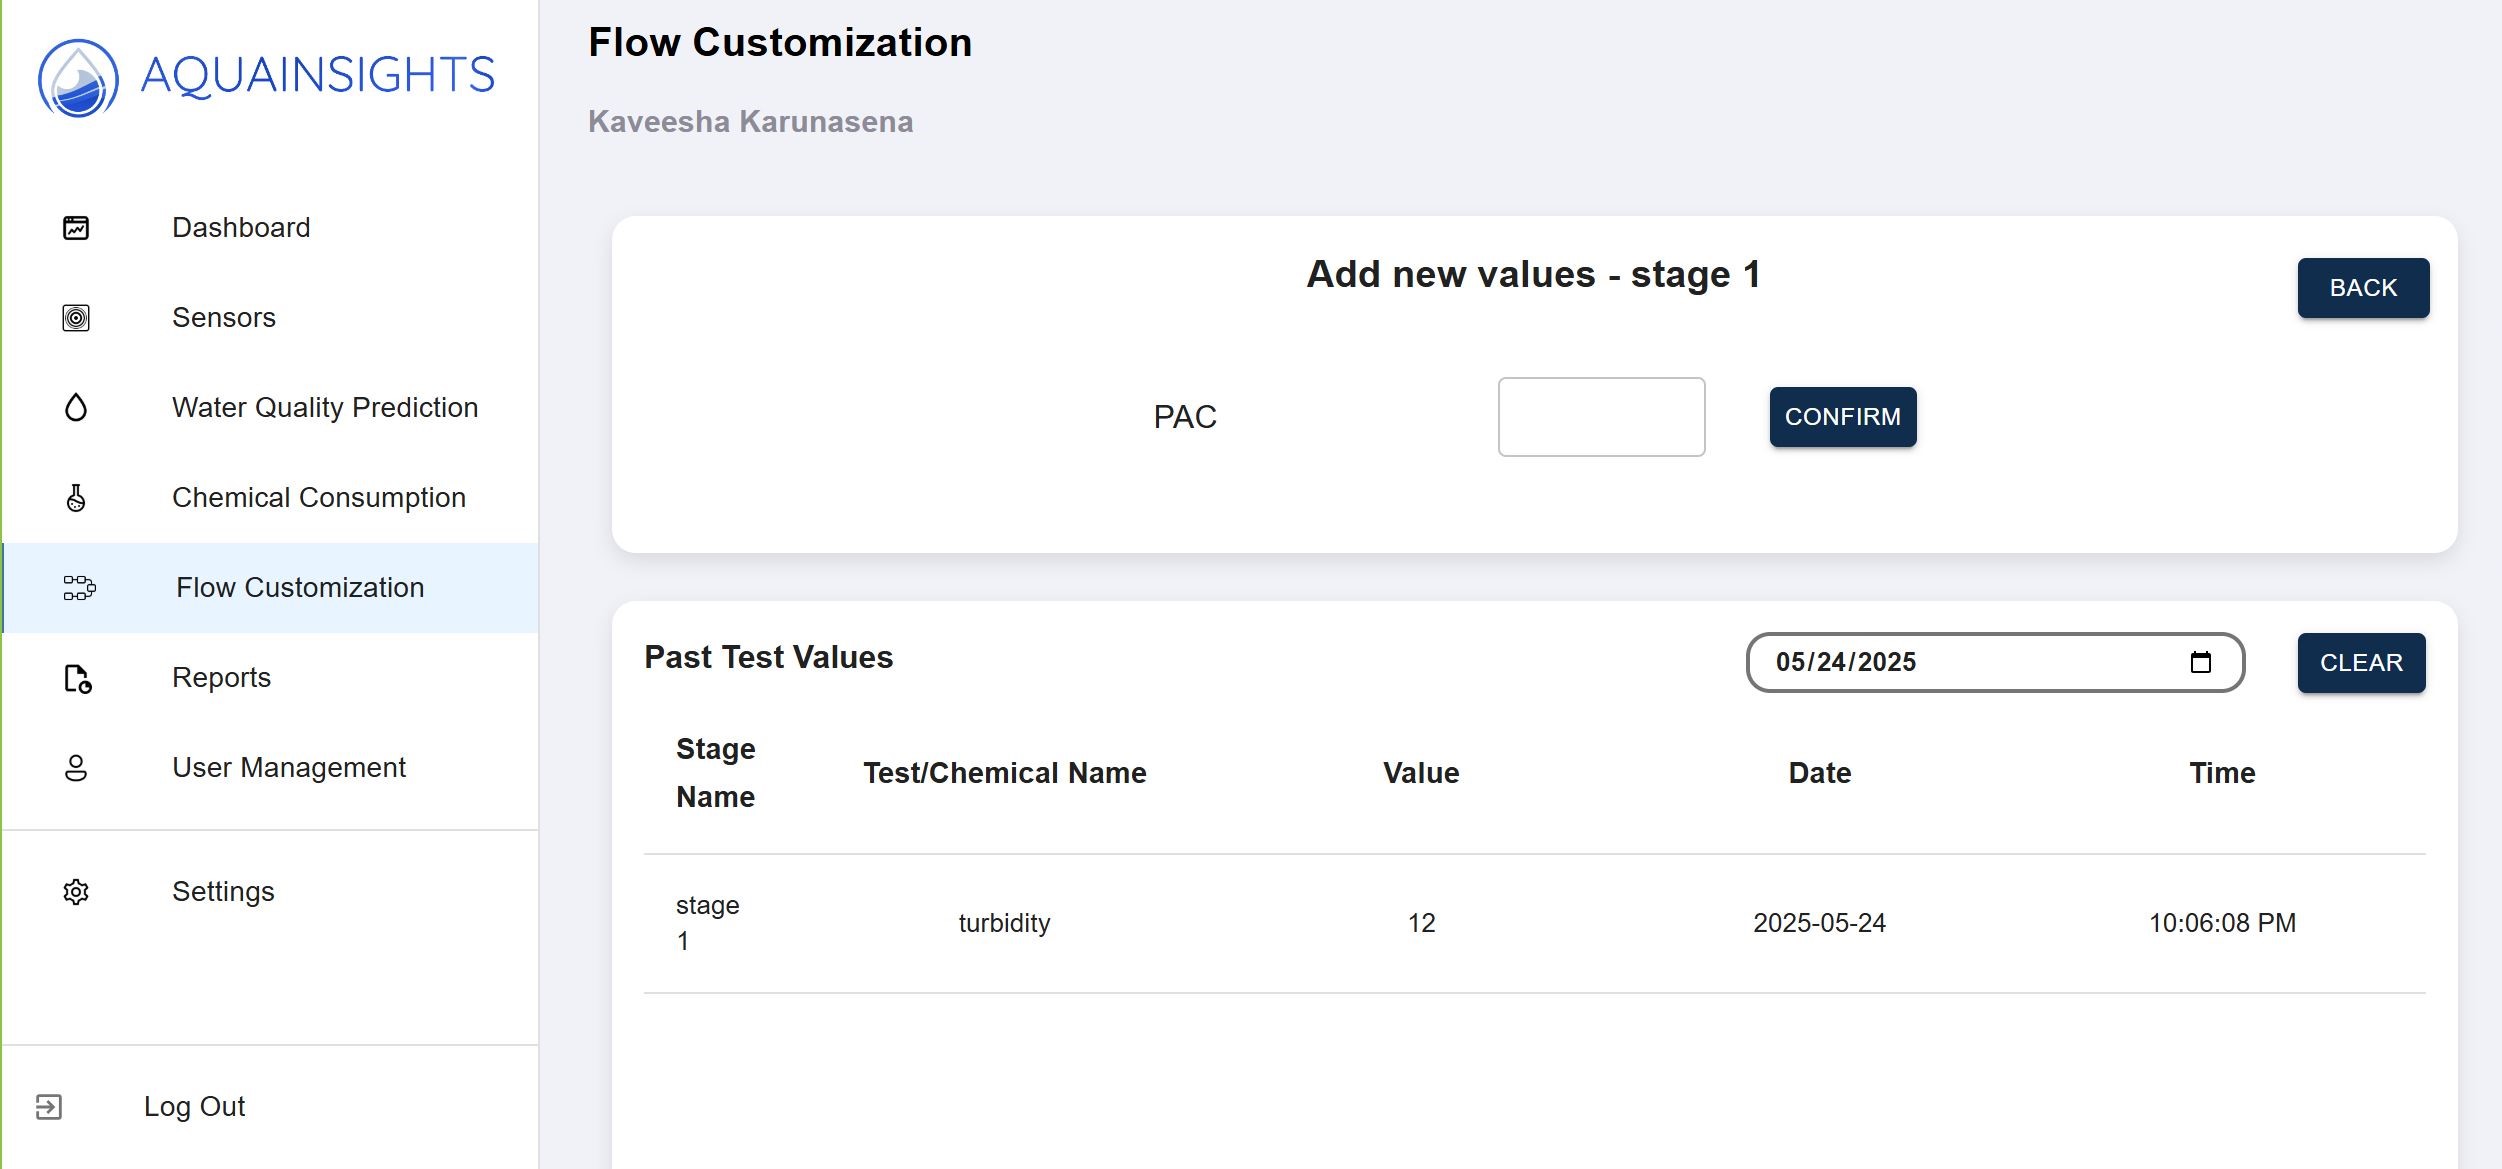 AQUAINSIGHTS
Dashboard
Sensors
Water Quality Prediction
Chemical Consumption
Flow Customization
Reports
User Management
Settings
Log Out
Flow Customization
Kaveesha Karunasena
Add new values - stage 1
BACK
PAC
CONFIRM
Past Test Values
05/24/2025
CLEAR
Stage Name
Test/Chemical Name
Value
Date
Time
stage 1
turbidity
12
2025-05-24
10:06:08 PM